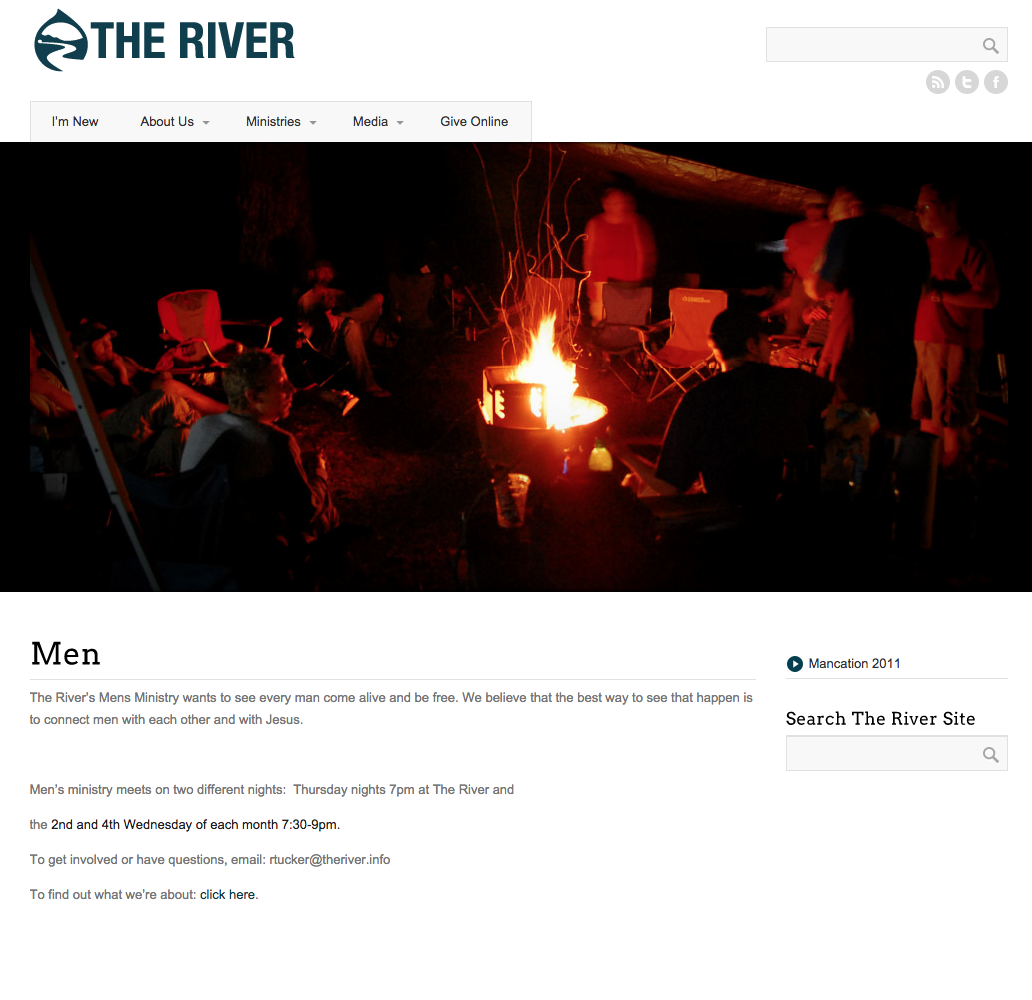 THE RIVER
I'm New
About Us
Ministries
Media
Give Online
Men
The River's Mens Ministry wants to see every man come alive and be free. We believe that the best way to see that happen is
to connect men with each other and with Jesus.
Men's ministry meets on two different nights:  Thursday nights 7pm at The River and
the 2nd and 4th Wednesday of each month 7:30-9pm.
To get involved or have questions, email: rtucker@theriver.info
To find out what we're about: click here.
Mancation 2011
Search The River Site